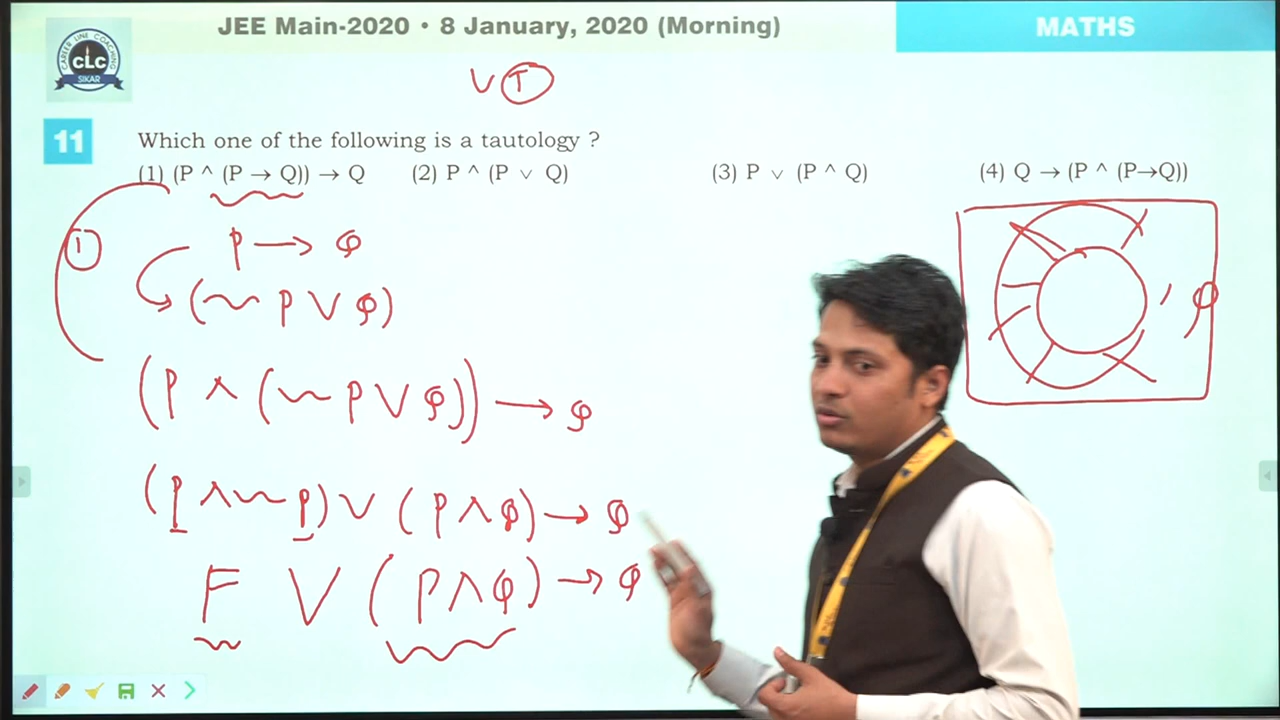 JEE Main-2020 • 8 January, 2020 (Morning)
MATHS
CAREER LINE COACHING
CLC
SIKAR
∨ T
11 Which one of the following is a tautology ?
(1) (P ∧ (P → Q)) → Q (2) P ∧ (P ∨ Q) (3) P ∨ (P ∧ Q) (4) Q → (P ∧ (P→Q))
1
P → Q
(~ P ∨ Q)
(P ∧ (~ P ∨ Q)) → Q
(P ∧ ~ P) ∨ (P ∧ Q) → Q
F ∨ (P ∧ Q) → Q